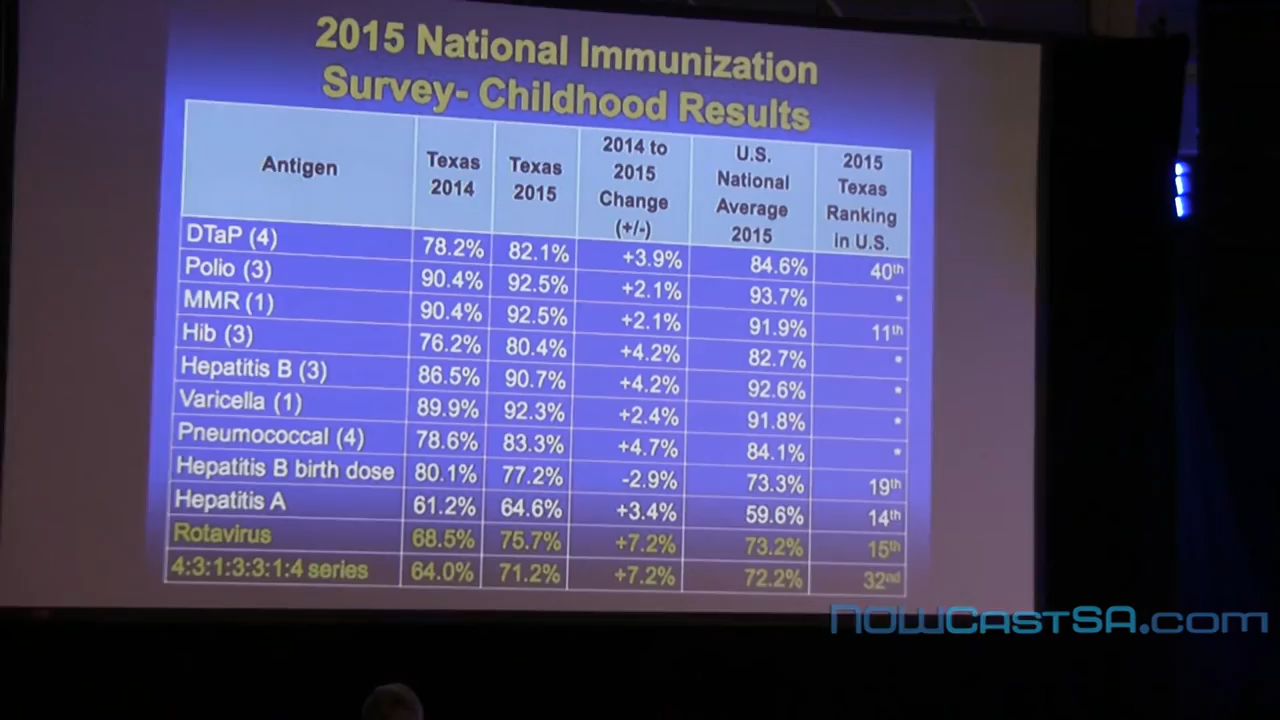 2015 National Immunization
Survey- Childhood Results
Antigen
Texas
2014
Texas
2015
2014 to
2015
Change
(+/-)
U.S.
National
Average
2015
2015
Texas
Ranking
in U.S.
DTaP (4) 78.2% 82.1% +3.9% 84.6% 40th
Polio (3) 90.4% 92.5% +2.1% 93.7% *
MMR (1) 90.4% 92.5% +2.1% 91.9% 11th
Hib (3) 76.2% 80.4% +4.2% 82.7% *
Hepatitis B (3) 86.5% 90.7% +4.2% 92.6% *
Varicella (1) 89.9% 92.3% +2.4% 91.8% *
Pneumococcal (4) 78.6% 83.3% +4.7% 84.1% *
Hepatitis B birth dose 80.1% 77.2% -2.9% 73.3% 19th
Hepatitis A 61.2% 64.6% +3.4% 59.6% 14th
Rotavirus 68.5% 75.7% +7.2% 73.2% 15th
4:3:1:3:3:1:4 series 64.0% 71.2% +7.2% 72.2% 32nd
NOWCastSA.com